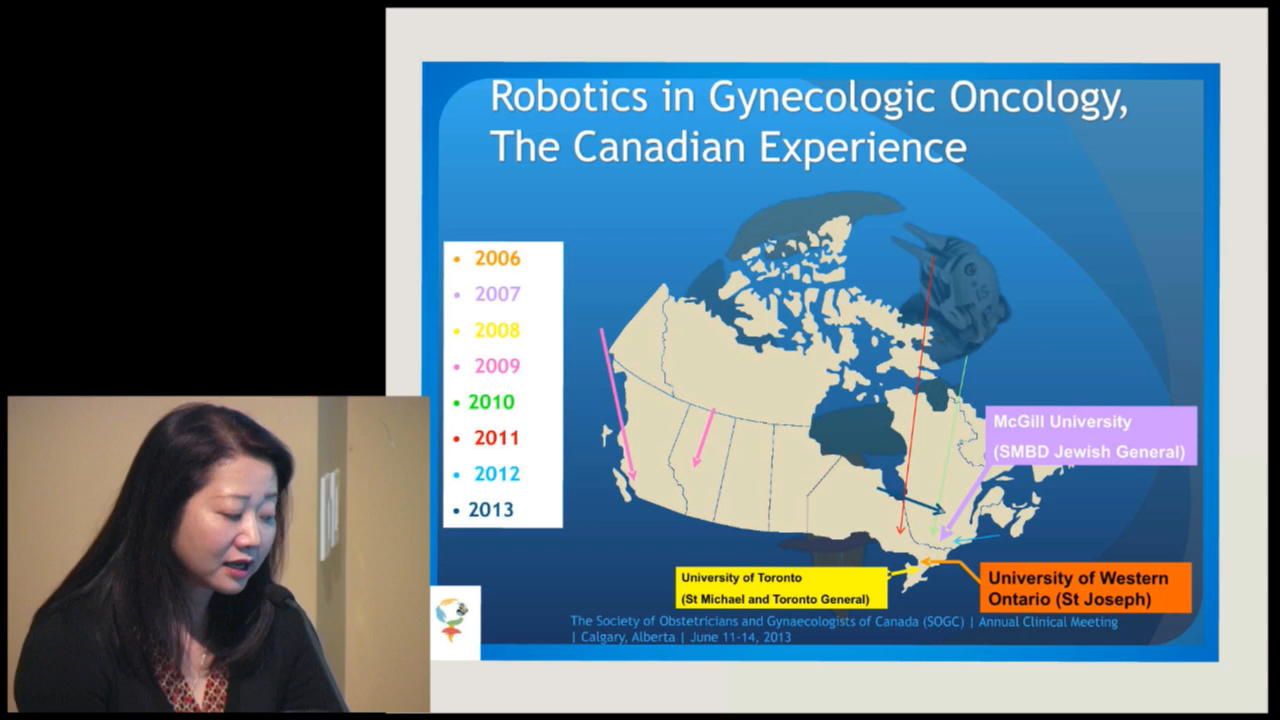 Robotics in Gynecologic Oncology,
The Canadian Experience
• 2006
• 2007
• 2008
• 2009
• 2010
• 2011
• 2012
• 2013
McGill University
(SMBD Jewish General)
University of Toronto
(St Michael and Toronto General)
University of Western
Ontario (St Joseph)
The Society of Obstetricians and Gynaecologists of Canada (SOGC) | Annual Clinical Meeting
| Calgary, Alberta | June 11-14, 2013